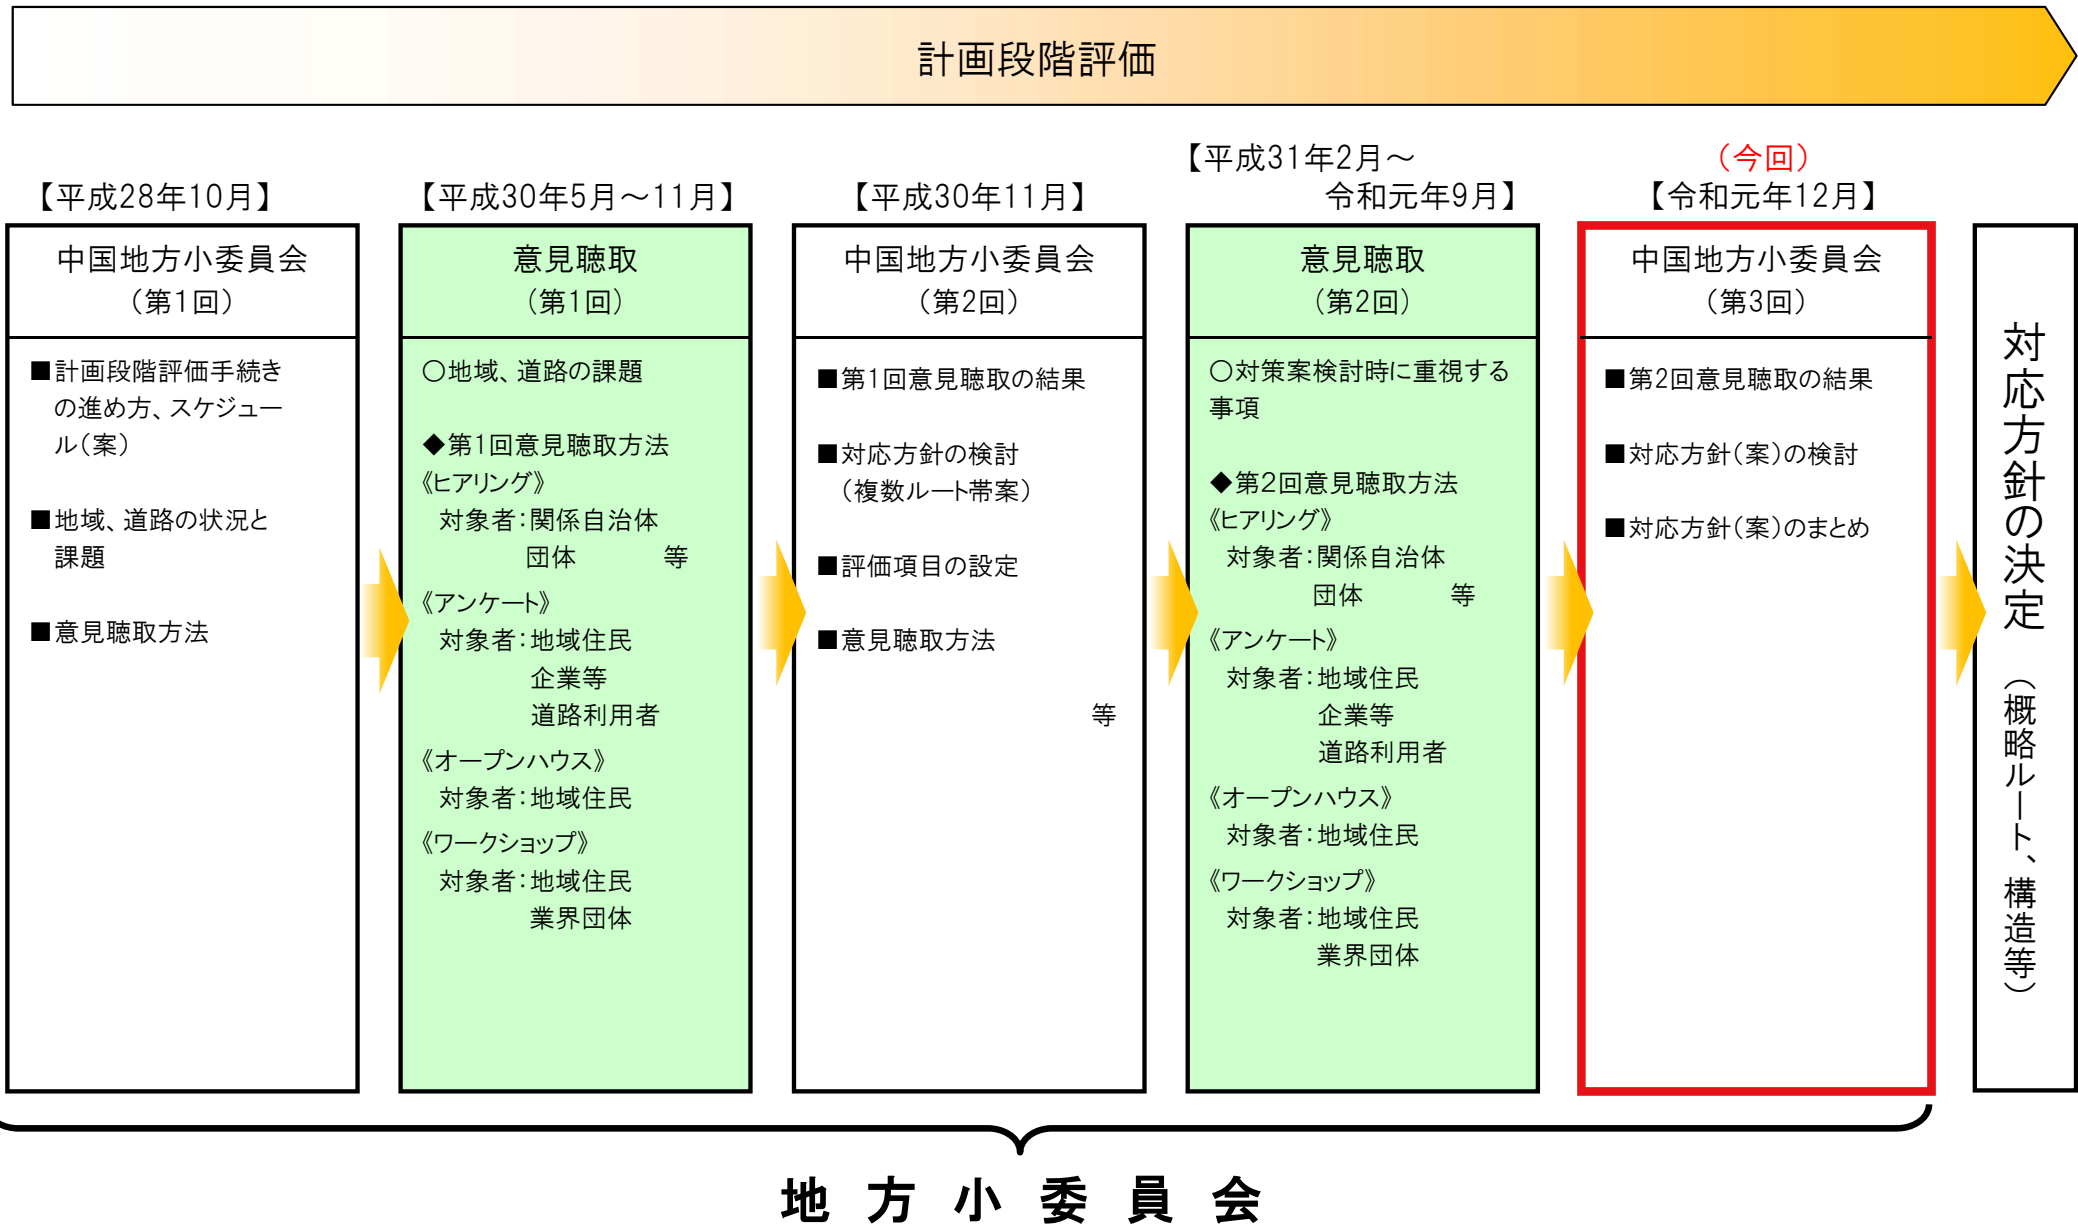 計画段階評価
【平成28年10月】
中国地方小委員会
（第1回）
■計画段階評価手続き
の進め方、スケジュー
ル（案）
■地域、道路の状況と
課題
■意見聴取方法
【平成30年5月～11月】
意見聴取
（第1回）
○地域、道路の課題
◆第1回意見聴取方法
《ヒアリング》
対象者：関係自治体
団体　　　等
《アンケート》
対象者：地域住民
企業等
道路利用者
《オープンハウス》
対象者：地域住民
《ワークショップ》
対象者：地域住民
業界団体
【平成30年11月】
中国地方小委員会
（第2回）
■第1回意見聴取の結果
■対応方針の検討
（複数ルート帯案）
■評価項目の設定
■意見聴取方法
等
【平成31年2月～
令和元年9月】
意見聴取
（第2回）
○対策案検討時に重視する
事項
◆第2回意見聴取方法
《ヒアリング》
対象者：関係自治体
団体　　　等
《アンケート》
対象者：地域住民
企業等
道路利用者
《オープンハウス》
対象者：地域住民
《ワークショップ》
対象者：地域住民
業界団体
（今回）
【令和元年12月】
中国地方小委員会
（第3回）
■第2回意見聴取の結果
■対応方針（案）の検討
■対応方針（案）のまとめ
対応方針の決定　（概略ルート、構造等）
地方小委員会